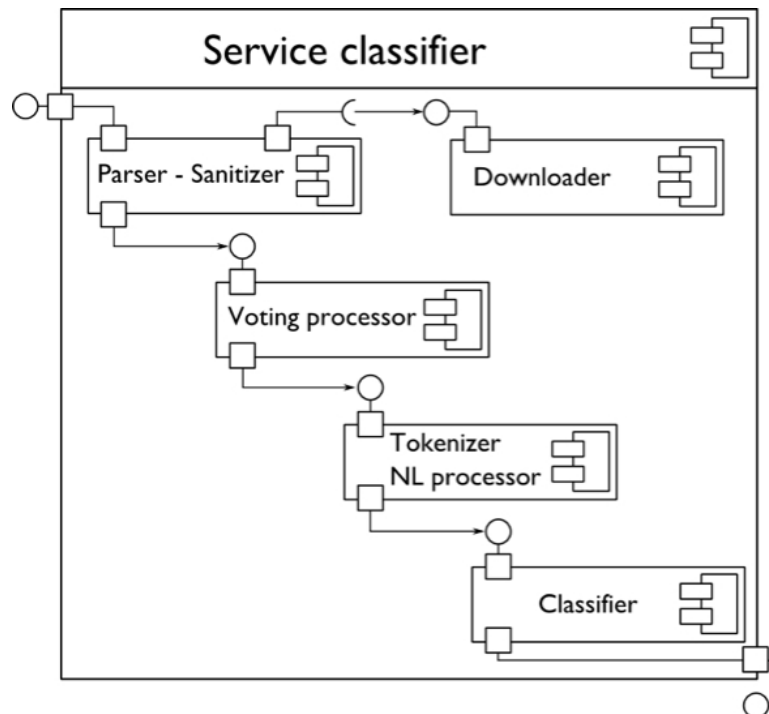 Service classifier
Parser - Sanitizer
Downloader
Voting processor
Tokenizer
NL processor
Classifier